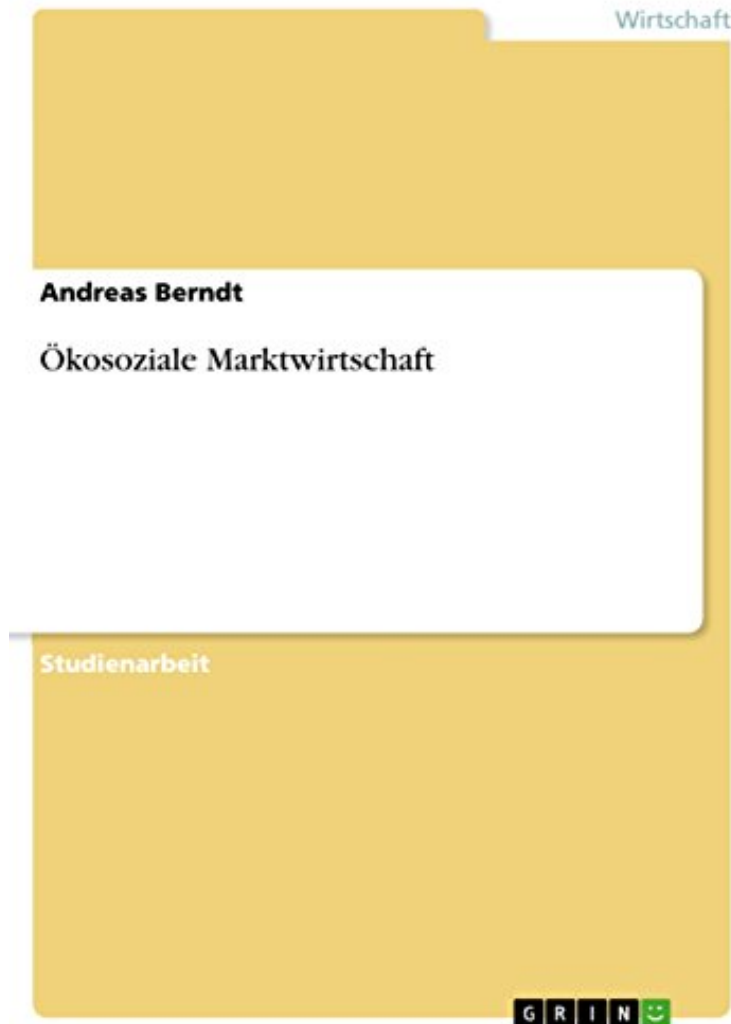 Wirtschaft
Andreas Berndt
Ökosoziale Marktwirtschaft
Studienarbeit
GRIN